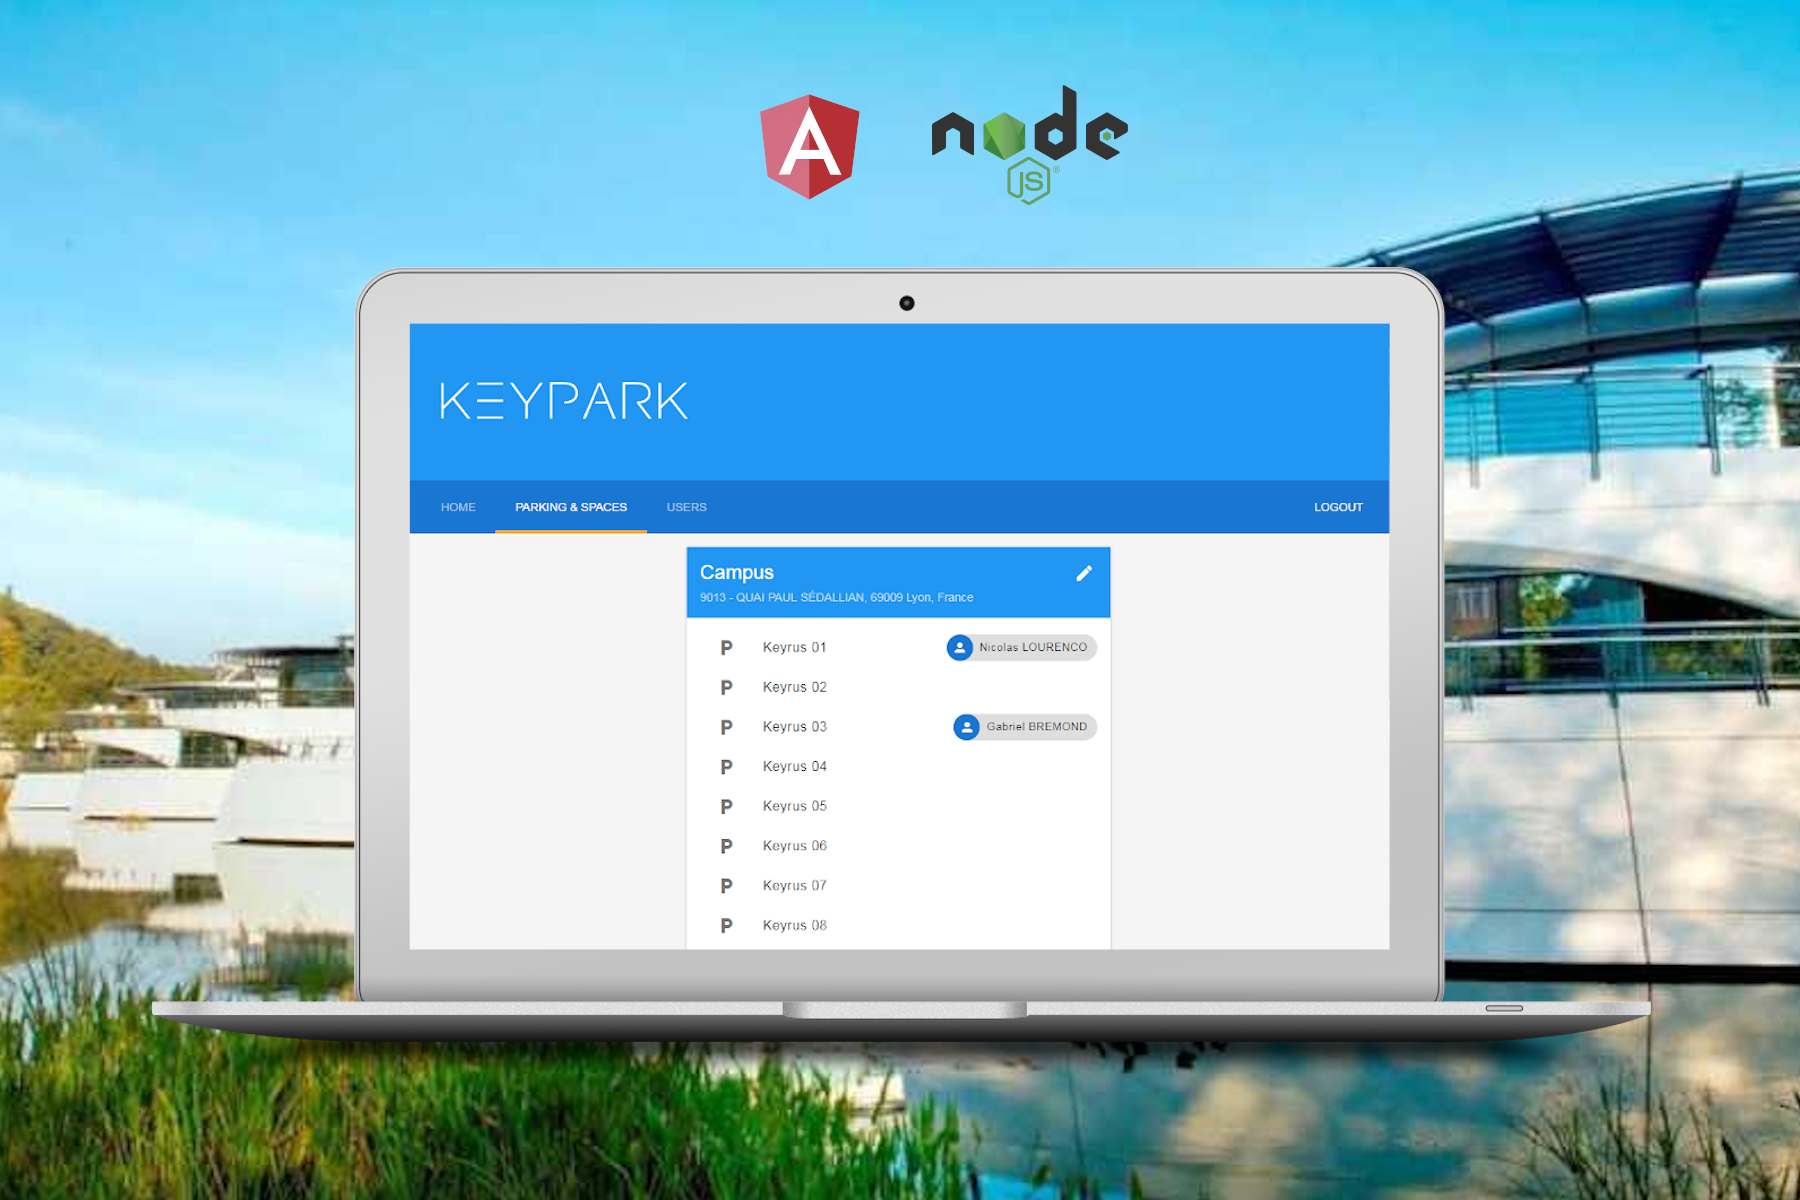 node
JS
KEYPARK
HOME PARKING & SPACES USERS LOGOUT
Campus
9013 - QUAI PAUL SÉDALLIAN, 69009 Lyon, France
P Keyrus 01 Nicolas LOURENCO
P Keyrus 02
P Keyrus 03 Gabriel BREMOND
P Keyrus 04
P Keyrus 05
P Keyrus 06
P Keyrus 07
P Keyrus 08